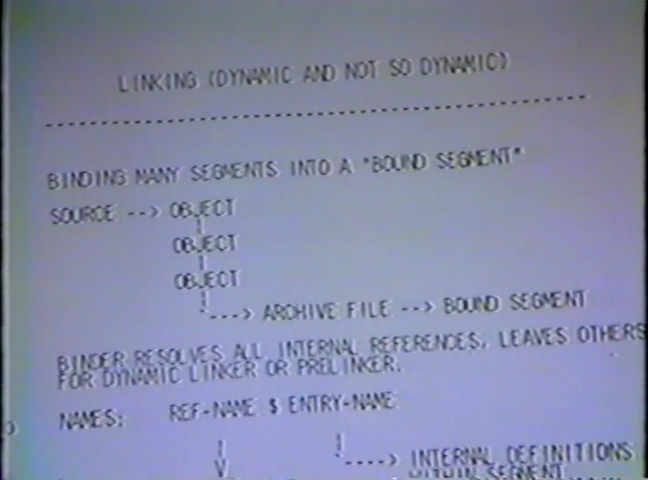 LINKING (DYNAMIC AND NOT SO DYNAMIC)
BINDING MANY SEGMENTS INTO A "BOUND SEGMENT"
SOURCE --> OBJECT
OBJECT
OBJECT
----> ARCHIVE FILE --> BOUND SEGMENT
BINDER RESOLVES ALL INTERNAL REFERENCES, LEAVES OTHERS
FOR DYNAMIC LINKER OR PRELINKER.
NAMES: REF-NAME $ ENTRY-NAME
----> INTERNAL DEFINITIONS
WITHIN SEGMENT